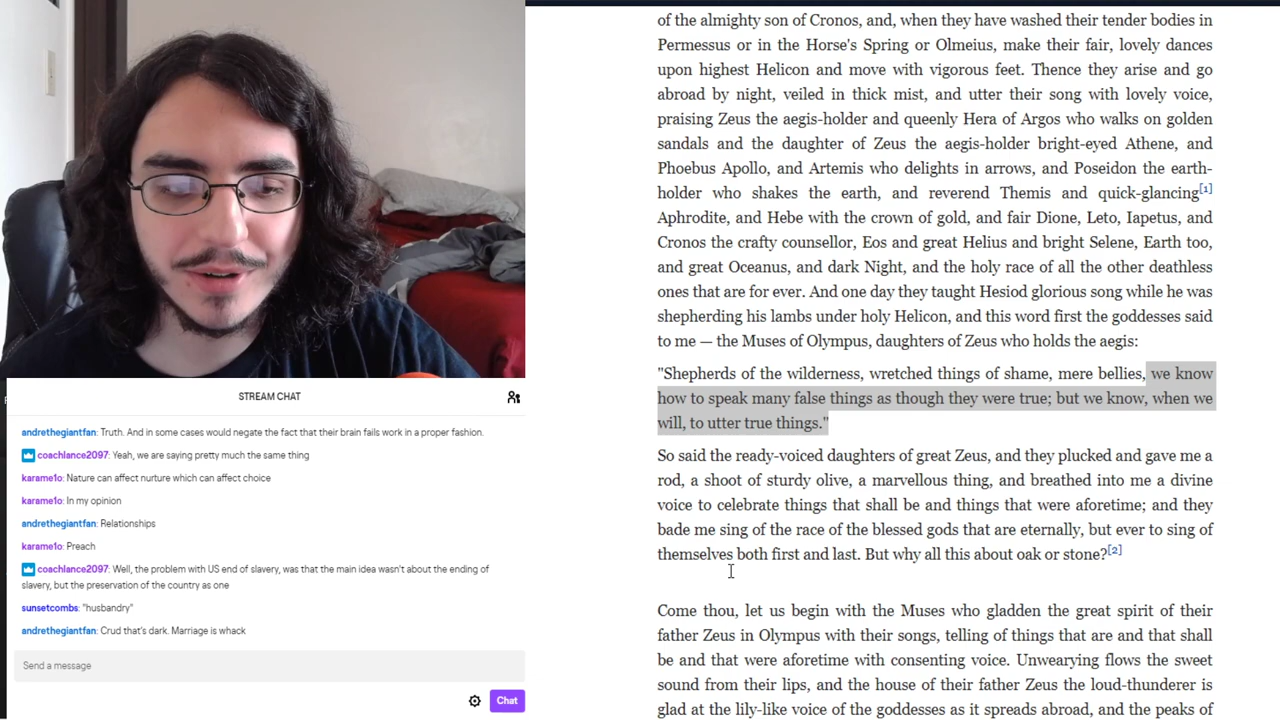 STREAM CHAT
andrethegiantfan: Truth. And in some cases would negate the fact that their brain fails work in a proper fashion.
coachlance2097: Yeah, we are saying pretty much the same thing
karame1o: Nature can affect nurture which can affect choice
karame1o: In my opinion
andrethegiantfan: Relationships
karame1o: Preach
coachlance2097: Well, the problem with US end of slavery, was that the main idea wasn't about the ending of
slavery, but the preservation of the country as one
sunsetcombs: "husbandry"
andrethegiantfan: Crud that's dark. Marriage is whack
Send a message
Chat
of the almighty son of Cronos, and, when they have washed their tender bodies in
Permessus or in the Horse's Spring or Olmeius, make their fair, lovely dances
upon highest Helicon and move with vigorous feet. Thence they arise and go
abroad by night, veiled in thick mist, and utter their song with lovely voice,
praising Zeus the aegis-holder and queenly Hera of Argos who walks on golden
sandals and the daughter of Zeus the aegis-holder bright-eyed Athene, and
Phoebus Apollo, and Artemis who delights in arrows, and Poseidon the earth-
holder who shakes the earth, and reverend Themis and quick-glancing[1]
Aphrodite, and Hebe with the crown of gold, and fair Dione, Leto, Iapetus, and
Cronos the crafty counsellor, Eos and great Helius and bright Selene, Earth too,
and great Oceanus, and dark Night, and the holy race of all the other deathless
ones that are for ever. And one day they taught Hesiod glorious song while he was
shepherding his lambs under holy Helicon, and this word first the goddesses said
to me — the Muses of Olympus, daughters of Zeus who holds the aegis:
"Shepherds of the wilderness, wretched things of shame, mere bellies, we know
how to speak many false things as though they were true; but we know, when we
will, to utter true things."
So said the ready-voiced daughters of great Zeus, and they plucked and gave me a
rod, a shoot of sturdy olive, a marvellous thing, and breathed into me a divine
voice to celebrate things that shall be and things that were aforetime; and they
bade me sing of the race of the blessed gods that are eternally, but ever to sing of
themselves both first and last. But why all this about oak or stone?[2]
Come thou, let us begin with the Muses who gladden the great spirit of their
father Zeus in Olympus with their songs, telling of things that are and that shall
be and that were aforetime with consenting voice. Unwearying flows the sweet
sound from their lips, and the house of their father Zeus the loud-thunderer is
glad at the lily-like voice of the goddesses as it spreads abroad, and the peaks of